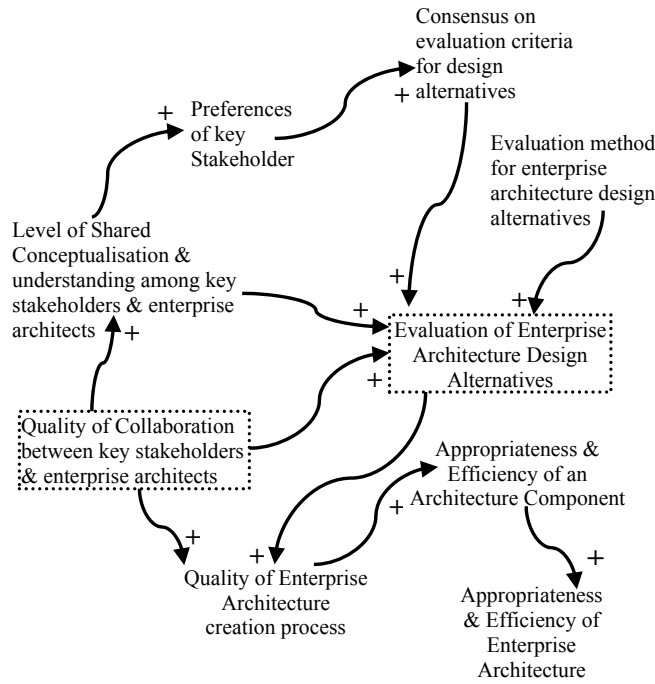 Consensus on
evaluation criteria
for design
alternatives
+
+
Preferences
of key
Stakeholder
Evaluation method
for enterprise
architecture design
alternatives
Level of Shared
Conceptualisation &
understanding among key
stakeholders & enterprise
architects
+
+
+
+
Evaluation of Enterprise
Architecture Design
Alternatives
+
+
Quality of Collaboration
between key stakeholders
& enterprise architects
Appropriateness &
Efficiency of an
Architecture Component
+
+
+
+
Quality of Enterprise
Architecture
creation process
Appropriateness
& Efficiency of
Enterprise
Architecture